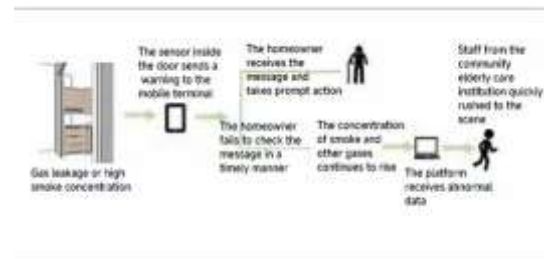 Gas leakage or high
smoke concentration
The sensor inside
the door sends a
warning to the
mobile terminal
The homeowner
receives the
message and
takes prompt action
The homeowner
fails to check the
message in a
timely manner
The concentration
of smoke and
other gases
continues to rise
The platform
receives abnormal
data
Staff from the
community
elderly care
institution quickly
rushed to the
scene